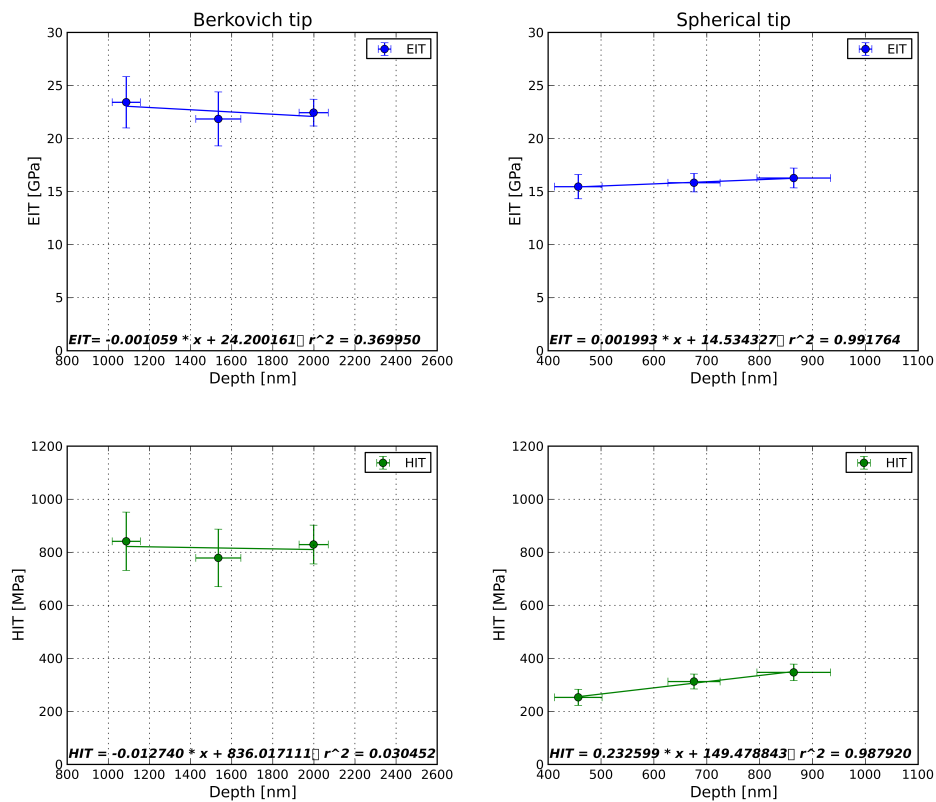 Berkovich tip
30
25
20
15
10
5
0
EIT [GPa]
EIT
EIT= -0.001059 * x + 24.200161▯ r^2 = 0.369950
800 1000 1200 1400 1600 1800 2000 2200 2400 2600
Depth [nm]
Spherical tip
30
25
20
15
10
5
0
EIT [GPa]
EIT
EIT = 0.001993 * x + 14.534327▯ r^2 = 0.991764
400 500 600 700 800 900 1000 1100
Depth [nm]
1200
1000
800
600
400
200
0
HIT [MPa]
HIT
HIT = -0.012740 * x + 836.017111▯ r^2 = 0.030452
800 1000 1200 1400 1600 1800 2000 2200 2400 2600
Depth [nm]
1200
1000
800
600
400
200
0
HIT [MPa]
HIT
HIT = 0.232599 * x + 149.478843▯ r^2 = 0.987920
400 500 600 700 800 900 1000 1100
Depth [nm]